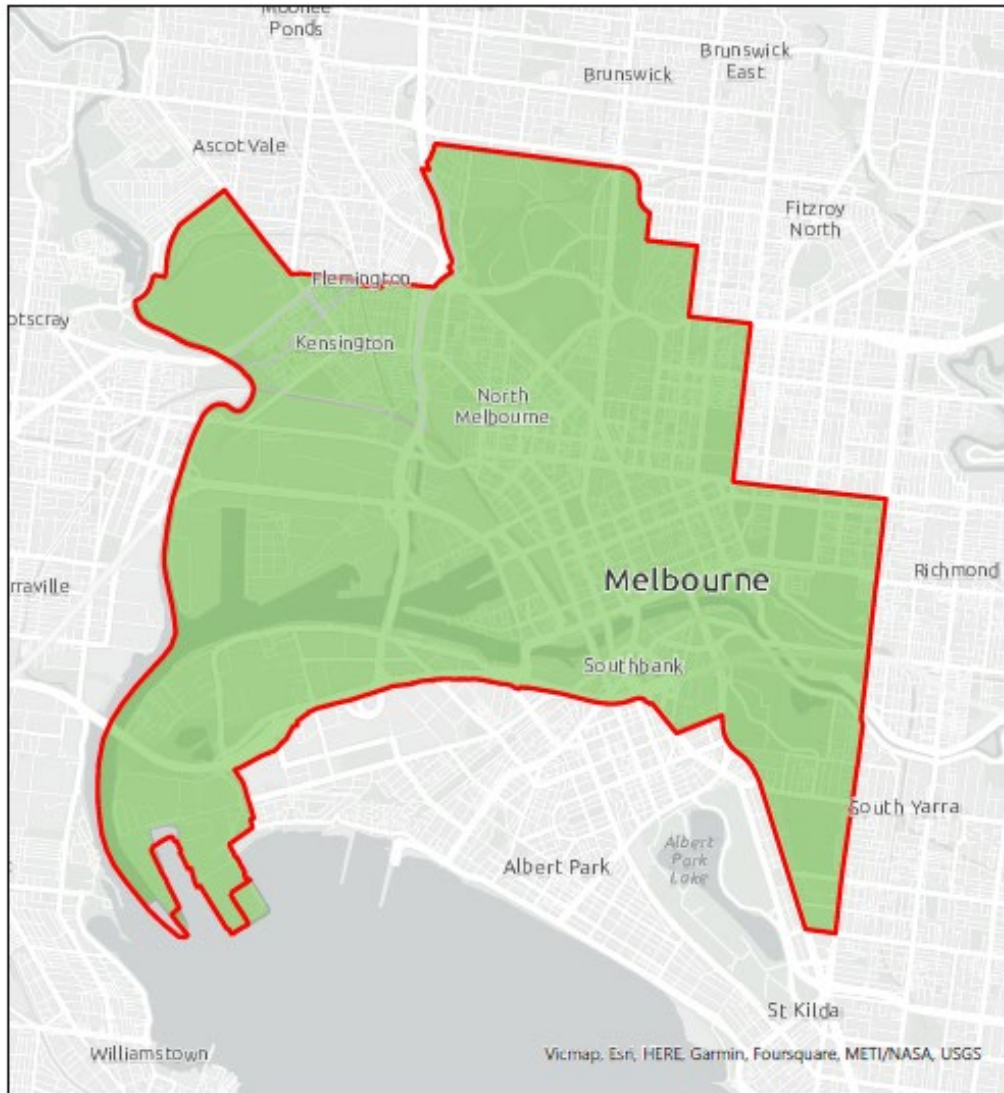 Ponds
Brunswick
East
Brunswick
Ascot Vale
Fitzroy
North
Flemington
otscray
Kensington
North
Melbourne
Melbourne
Richmond
rraville
Southbank
South Yarra
Albert
Park
Lake
Albert Park
St Kilda
Williamstown
Vicmap, Esri, HERE, Garmin, Foursquare, METI/NASA, USGS